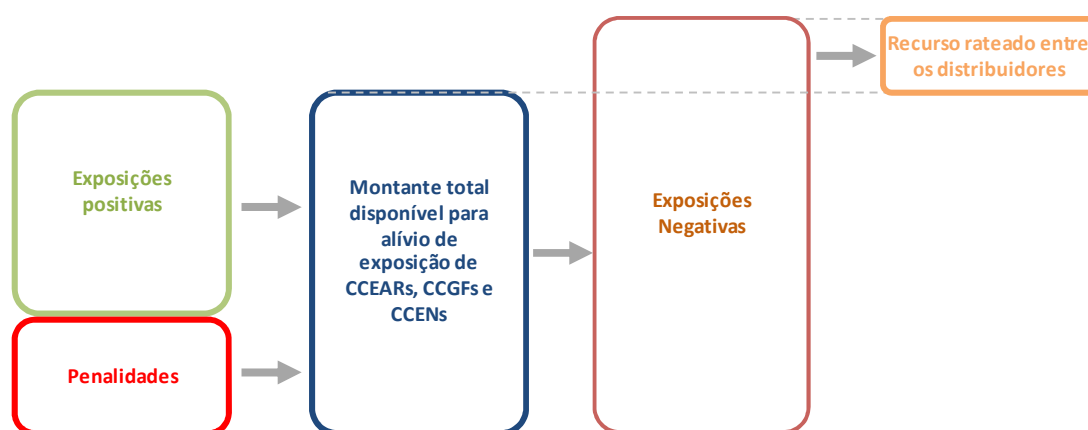 Exposições
positivas
Penalidades
Montante total
disponível para
alívio de
exposição de
CCEARs, CCGFs e
CCENs
Exposições
Negativas
Recurso rateado entre
os distribuidores